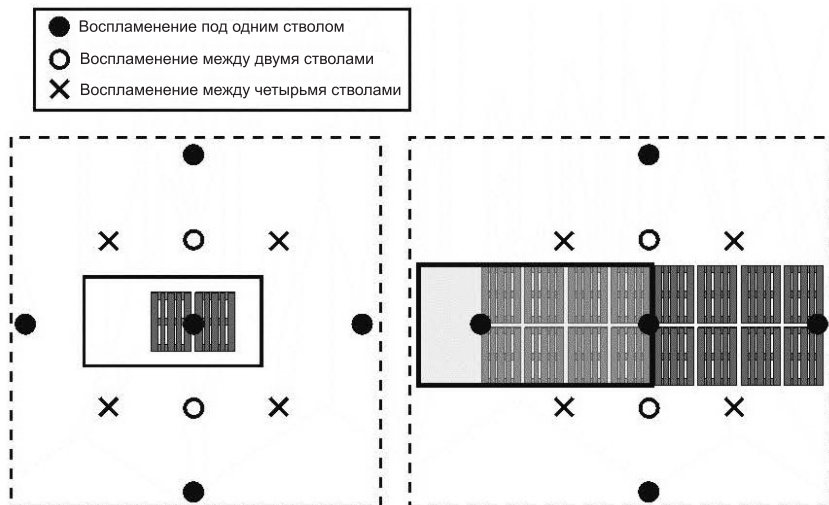 Воспламенение под одним стволом
Воспламенение между двумя стволами
Воспламенение между четырьмя стволами